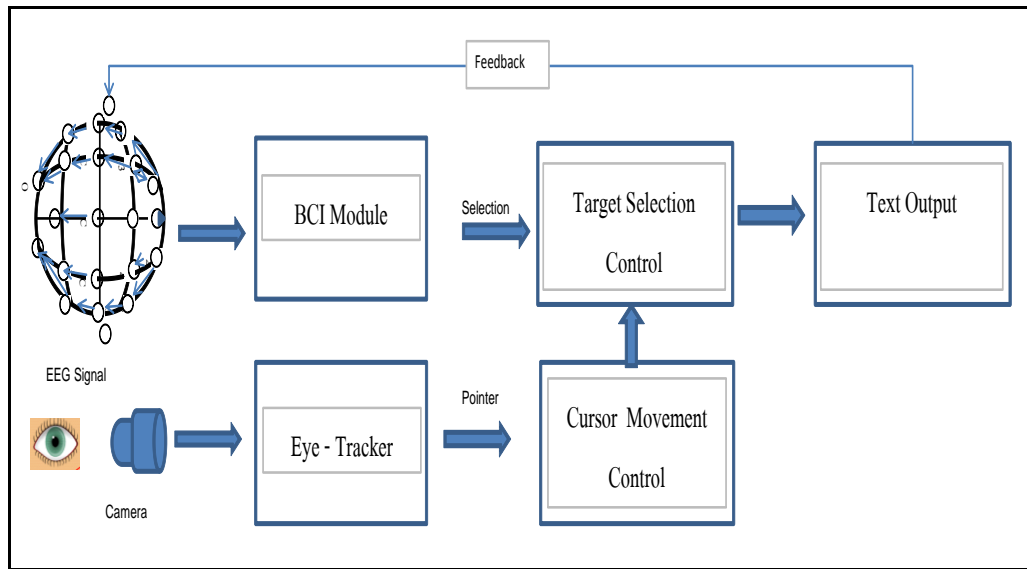 Feedback
BCI Module
Selection
Target Selection
Control
Text Output
EEG Signal
Eye - Tracker
Pointer
Cursor Movement
Control
Camera